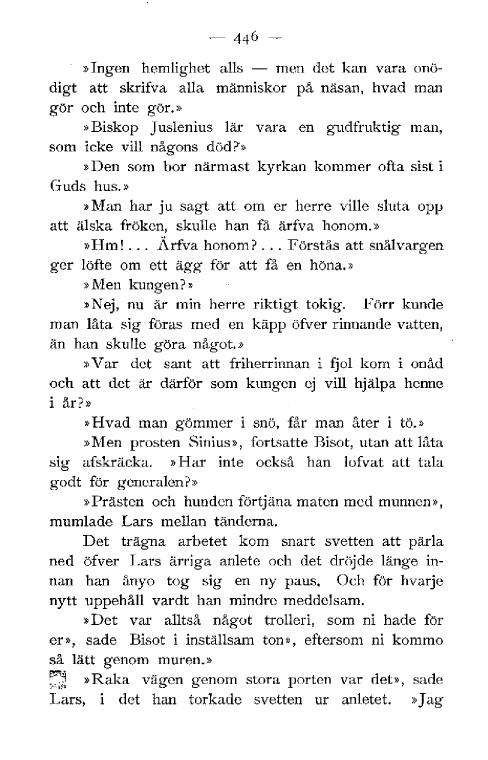 — 446 —
»Ingen hemlighet alls — men det kan vara onö-
digt att skrifva alla människor på näsan, hvad man
gör och inte gör.»
»Biskop Juslenius lär vara en gudfruktig man,
som icke vill någons död?»
»Den som bor närmast kyrkan kommer ofta sist i
Guds hus.»
»Man har ju sagt att om er herre ville sluta opp
att älska fröken, skulle han få ärfva honom.»
»Hm! . . . Ärfva honom? . . . Förstås att snålvargen
ger löfte om ett ägg för att få en höna.»
»Men kungen?»
»Nej, nu är min herre riktigt tokig. Förr kunde
man låta sig föras med en käpp öfver rinnande vatten,
än han skulle göra något.»
»Var det sant att friherrinnan i fjol kom i onåd
och att det är därför som kungen ej vill hjälpa henne
i år?»
»Hvad man gömmer i snö, får man åter i tö.»
»Men prosten Sinius», fortsatte Bisot, utan att låta
sig afskräcka. »Har inte också han lofvat att tala
godt för generalen?»
»Prästen och hunden förtjäna maten med munnen»,
mumlade Lars mellan tänderna.
Det trägna arbetet kom snart svetten att pärla
ned öfver Lars ärriga anlete och det dröjde länge in-
nan han ånyo tog sig en ny paus. Och för hvarje
nytt uppehåll vardt han mindre meddelsam.
»Det var alltså något trolleri, som ni hade för
er», sade Bisot i inställsam ton», eftersom ni kommo
så lätt genom muren.»
»Raka vägen genom stora porten var det», sade
Lars, i det han torkade svetten ur anletet. »Jag